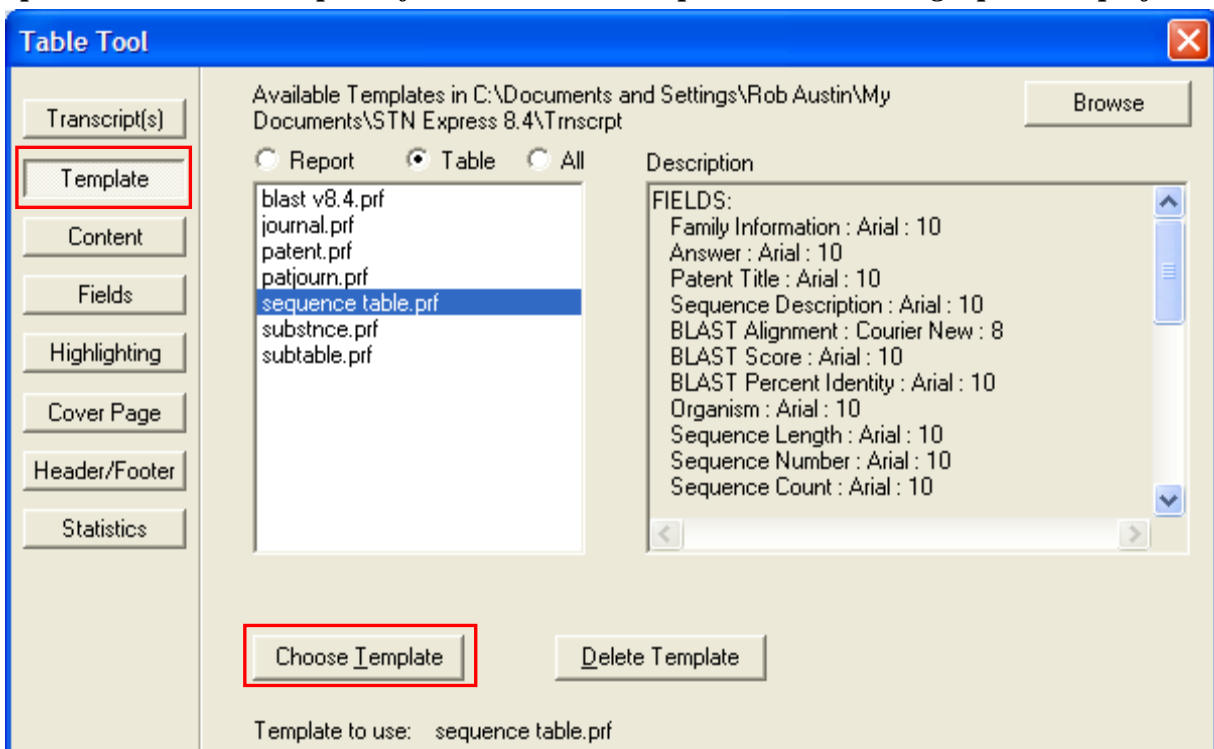 Table Tool
Transcript(s)
Template
Content
Fields
Highlighting
Cover Page
Header/Footer
Statistics
Available Templates in C:\Documents and Settings\Rob Austin\My
Documents\STN Express 8.4\Trnscrpt
Browse
Report Table All
blast v8.4.prf
journal.prf
patent.prf
patjourn.prf
sequence table.prf
substnce.prf
subtable.prf
Description
FIELDS:
Family Information : Arial : 10
Answer : Arial : 10
Patent Title : Arial : 10
Sequence Description : Arial : 10
BLAST Alignment : Courier New : 8
BLAST Score : Arial : 10
BLAST Percent Identity : Arial : 10
Organism : Arial : 10
Sequence Length : Arial : 10
Sequence Number : Arial : 10
Sequence Count : Arial : 10
Choose Template
Delete Template
Template to use: sequence table.prf